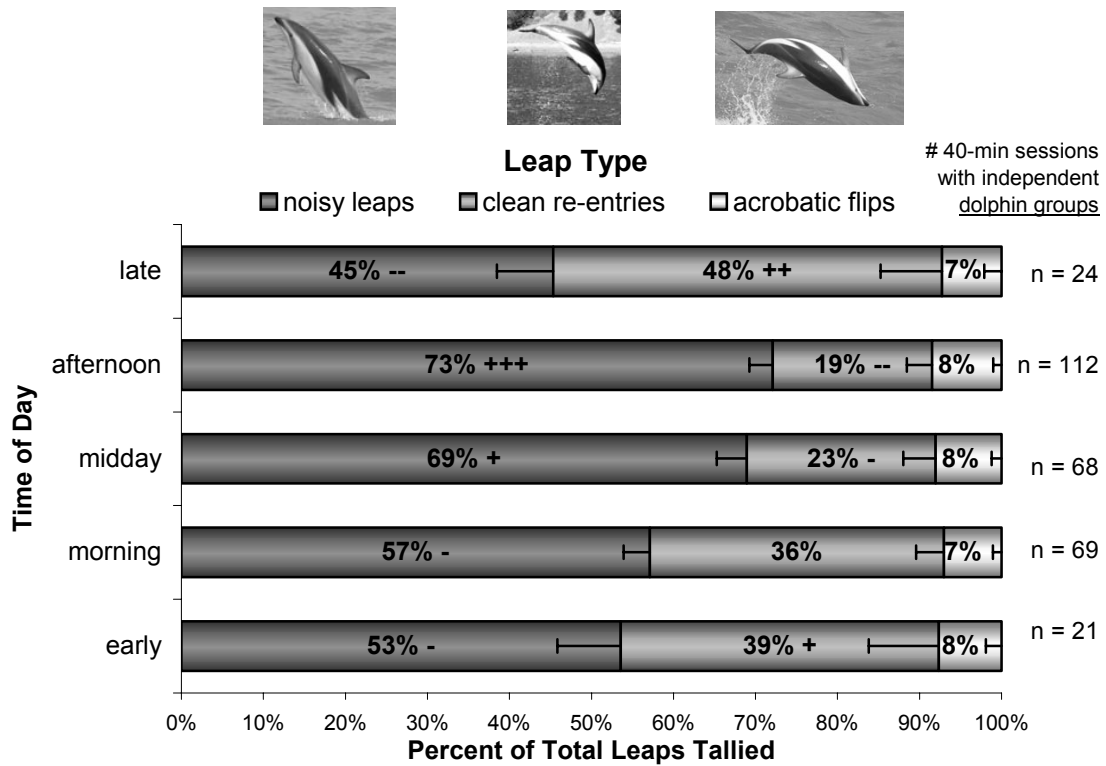 Leap Type
noisy leaps clean re-entries acrobatic flips
# 40-min sessions
with independent
dolphin groups
Time of Day
late 45% -- 48% ++ 7% n = 24
afternoon 73% +++ 19% -- 8% n = 112
midday 69% + 23% - 8% n = 68
morning 57% - 36% 7% n = 69
early 53% - 39% + 8% n = 21
0% 10% 20% 30% 40% 50% 60% 70% 80% 90% 100%
Percent of Total Leaps Tallied